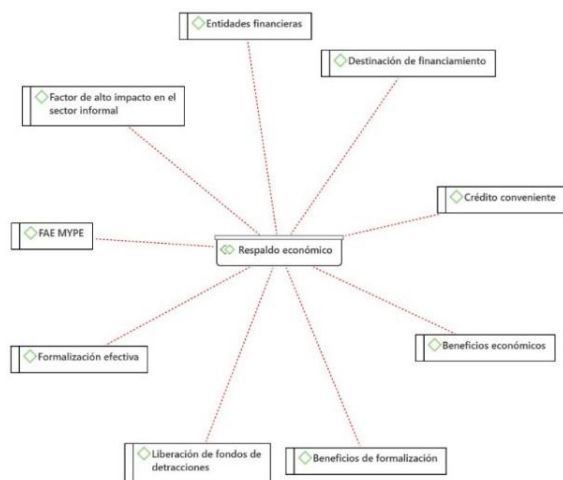 Entidades financieras
Destinación de financiamiento
Factor de alto impacto en el
sector informal
Crédito conveniente
FAE MYPE
Respaldo económico
Beneficios económicos
Formalización efectiva
Liberación de fondos de
detracciones
Beneficios de formalización